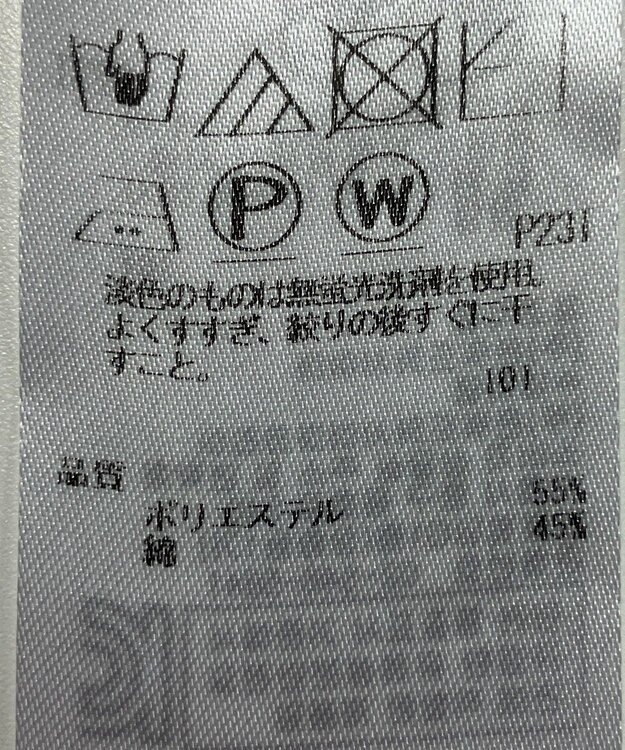 P W
P231
淡色のものは無蛍光洗剤を使用、
よくすすぎ、絞りの後すぐに干
すこと。
101
品質
ポリエステル 55%
綿 45%